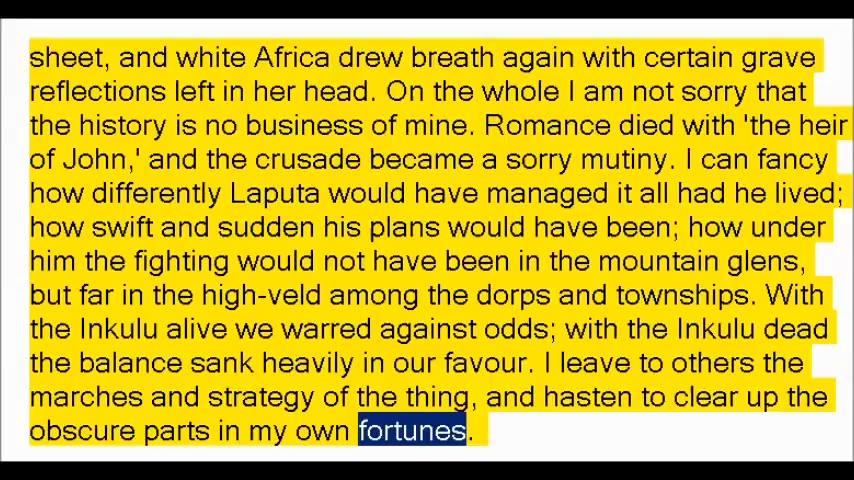 sheet, and white Africa drew breath again with certain grave
reflections left in her head. On the whole I am not sorry that
the history is no business of mine. Romance died with 'the heir
of John,' and the crusade became a sorry mutiny. I can fancy
how differently Laputa would have managed it all had he lived;
how swift and sudden his plans would have been; how under
him the fighting would not have been in the mountain glens,
but far in the high-veld among the dorps and townships. With
the Inkulu alive we warred against odds; with the Inkulu dead
the balance sank heavily in our favour. I leave to others the
marches and strategy of the thing, and hasten to clear up the
obscure parts in my own fortunes.